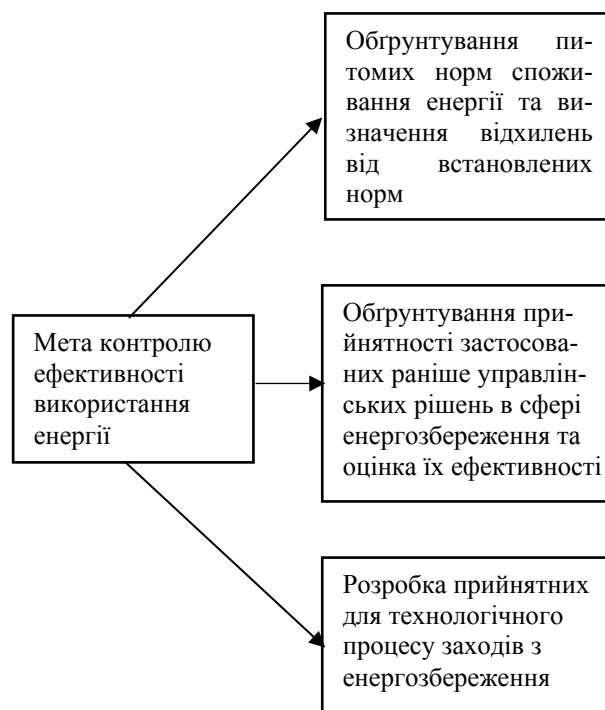 Обґрунтування пи-
томих норм спожи-
вання енергії та ви-
значення відхилень
від встановлених
норм
Мета контролю
ефективності
використання
енергії
Обґрунтування при-
йнятності застосова-
них раніше управлін-
ських рішень в сфері
енергозбереження та
оцінка їх ефективності
Розробка прийнятних
для технологічного
процесу заходів з
енергозбереження